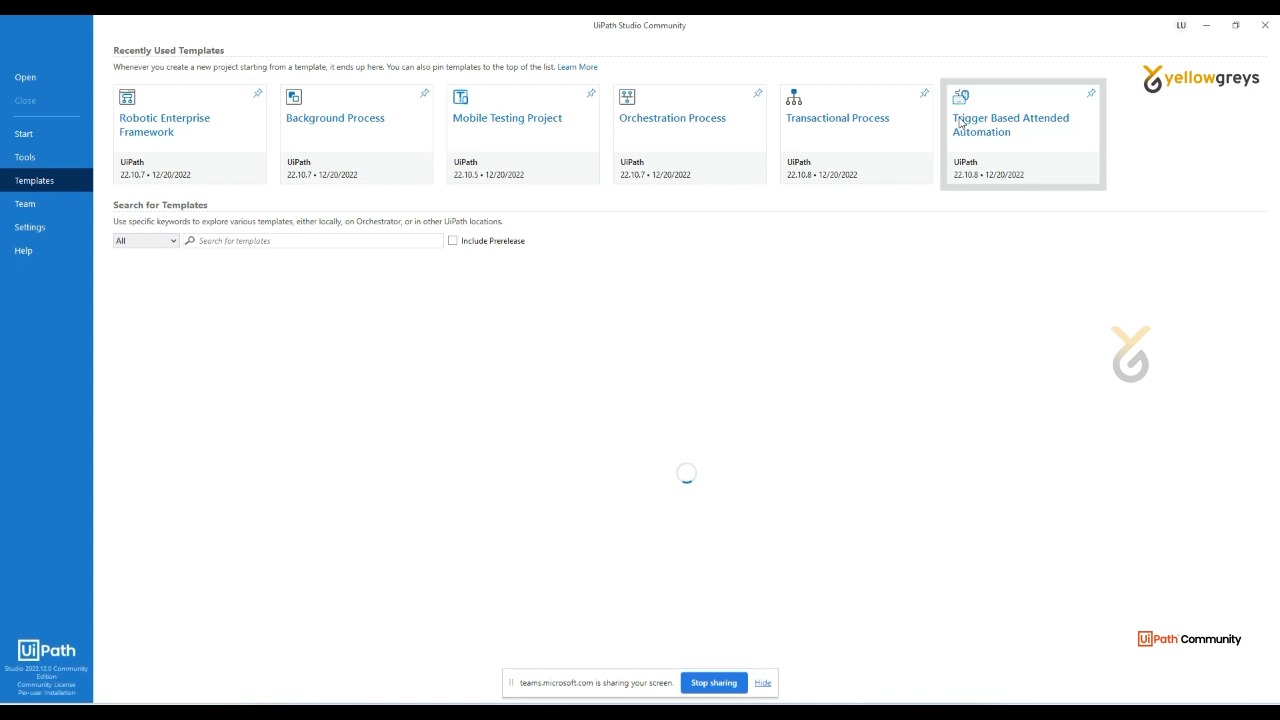 UiPath Studio Community
LU
Open
Close
Start
Tools
Templates
Team
Settings
Help
Recently Used Templates
Whenever you create a new project starting from a template, it ends up here. You can also pin templates to the top of the list. Learn More
Robotic Enterprise
Framework
UiPath
22.10.7 • 12/20/2022
Background Process
UiPath
22.10.7 • 12/20/2022
Mobile Testing Project
UiPath
22.10.5 • 12/20/2022
Orchestration Process
UiPath
22.10.7 • 12/20/2022
Transactional Process
UiPath
22.10.8 • 12/20/2022
Trigger Based Attended
Automation
UiPath
22.10.8 • 12/20/2022
yellowgreys
Search for Templates
Use specific keywords to explore various templates, either locally, on Orchestrator, or in other UiPath locations.
All
Search for templates
Include Prerelease
UiPath Community
UiPath
Studio 2022.12.0 Community
Edition
Community License
Per-user Installation
teams.microsoft.com is sharing your screen.
Stop sharing
Hide